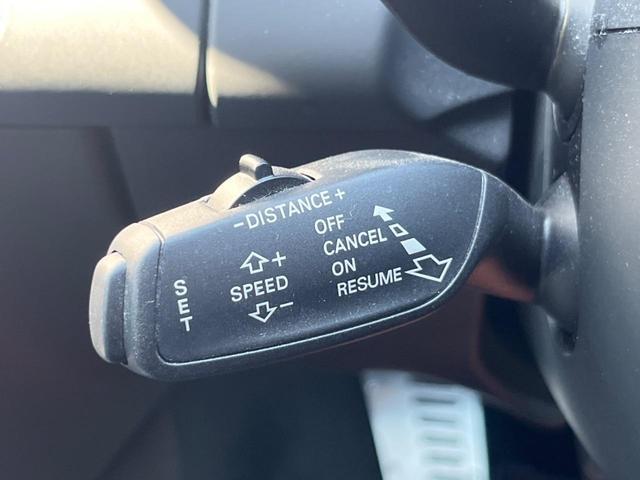 -DISTANCE+
OFF
CANCEL
ON
RESUME
+
SPEED
-
SET